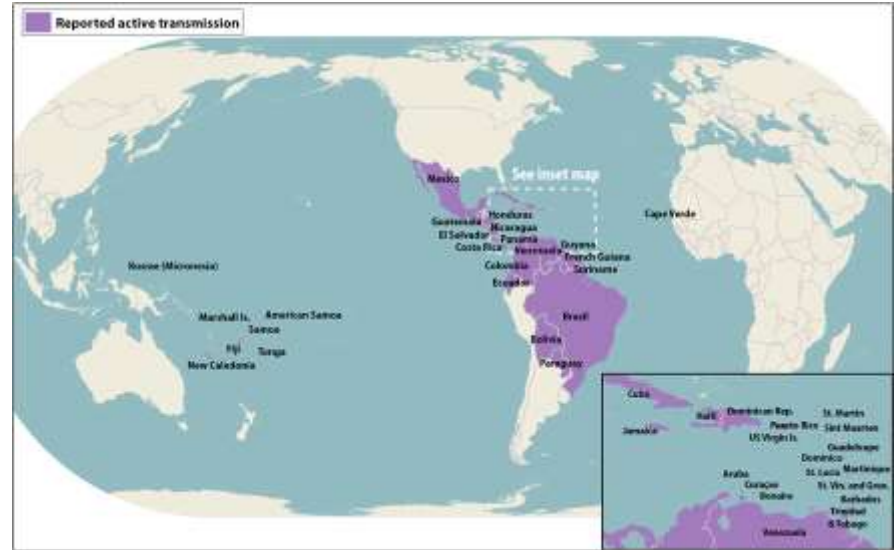 Reported active transmission
See inset map
Mexico
Cape Verde
Guatemala
Honduras
Nicaragua
El Salvador
Panama
Costa Rica
Guyana
Venezuela
French Guiana
Colombia
Suriname
Kosrae (Micronesia)
Ecuador
Marshall Is.
American Samoa
Samoa
Brazil
Fiji
Tonga
Bolivia
New Caledonia
Paraguay
Cuba
Haiti
Dominican Rep.
St. Martin
Jamaica
Puerto Rico
Sint Maarten
US Virgin Is.
Guadeloupe
Dominica
Aruba
St. Lucia
Martinique
Curaçao
St. Vin. and Gren.
Bonaire
Barbados
Trinidad
& Tobago
Venezuela